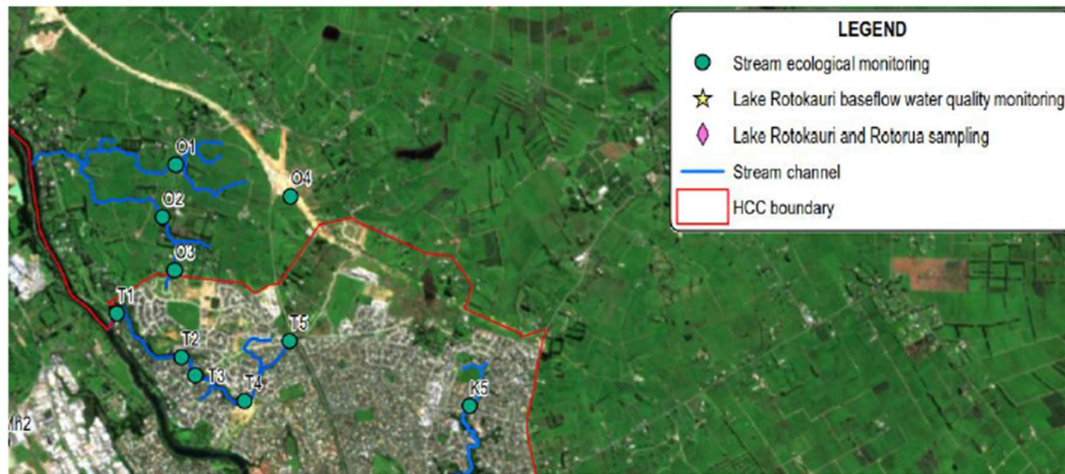 LEGEND
Stream ecological monitoring
Lake Rotokauri baseflow water quality monitoring
Lake Rotokauri and Rotorua sampling
Stream channel
HCC boundary
O1
O4
O2
O3
T1
T5
T2
T3
T4
K5